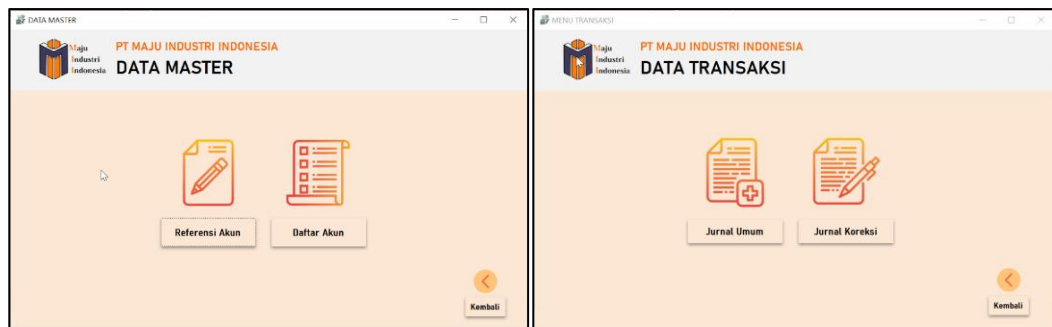 DATA MASTER
Maju
Industri
Indonesia
PT MAJU INDUSTRI INDONESIA
DATA MASTER
Referensi Akun
Daftar Akun
Kembali
MENU TRANSAKSI
Maju
Industri
Indonesia
PT MAJU INDUSTRI INDONESIA
DATA TRANSAKSI
Jurnal Umum
Jurnal Koreksi
Kembali